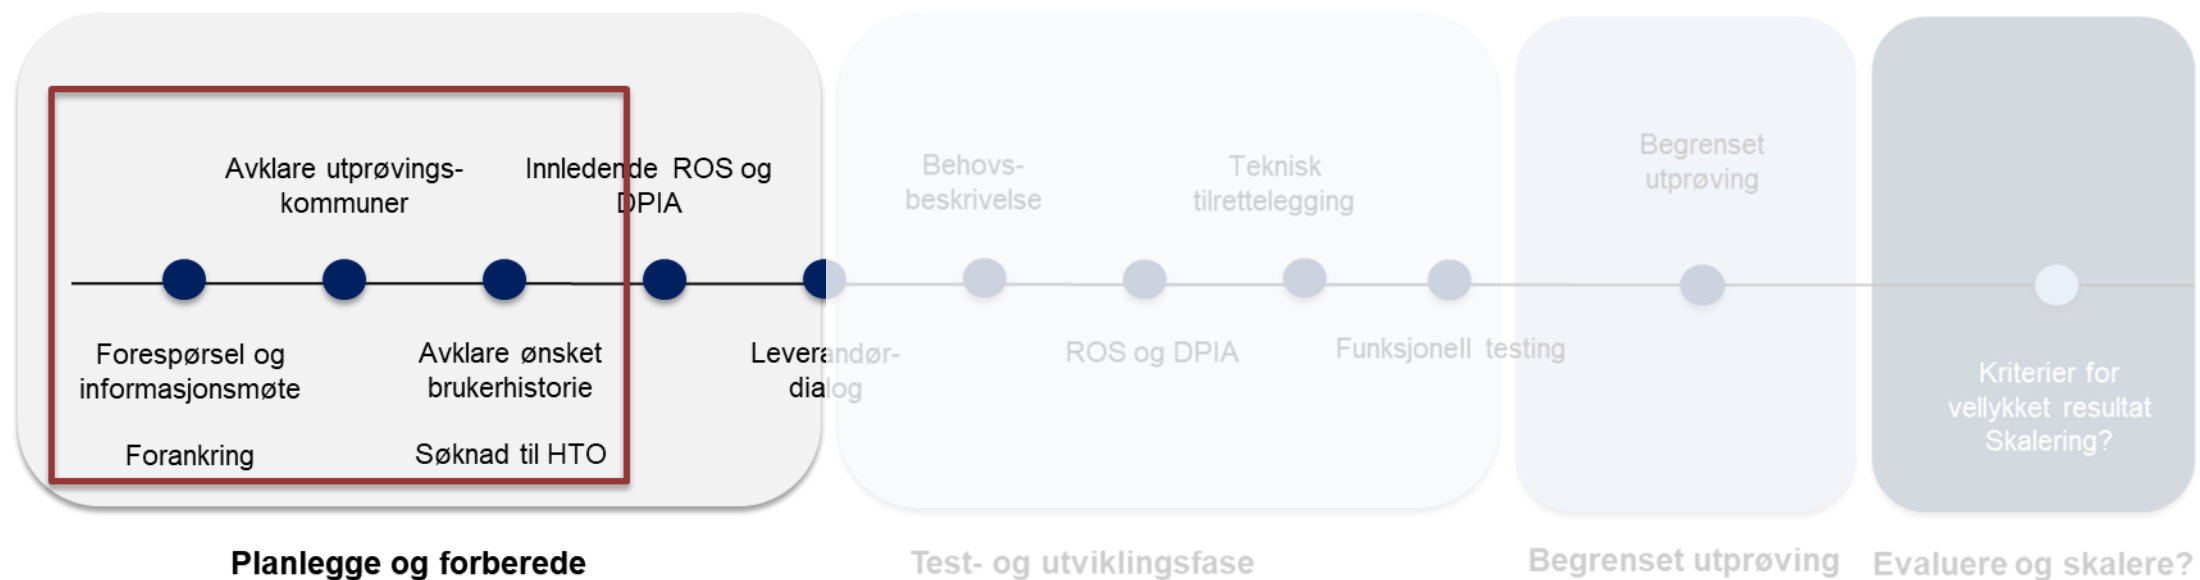 Avklare utprøvings-
kommuner
Innledende ROS og
DPIA
Forespørsel og
informasjonsmøte
Forankring
Avklare ønsket
brukerhistorie
Søknad til HTO
Leverandør-
dialog
Planlegge og forberede
Behovs-
beskrivelse
Teknisk
tilrettelegging
ROS og DPIA
Funksjonell testing
Test- og utviklingsfase
Begrenset
utprøving
Begrenset utprøving
Kriterier for
vellykket resultat
Skalering?
Evaluere og skalere?